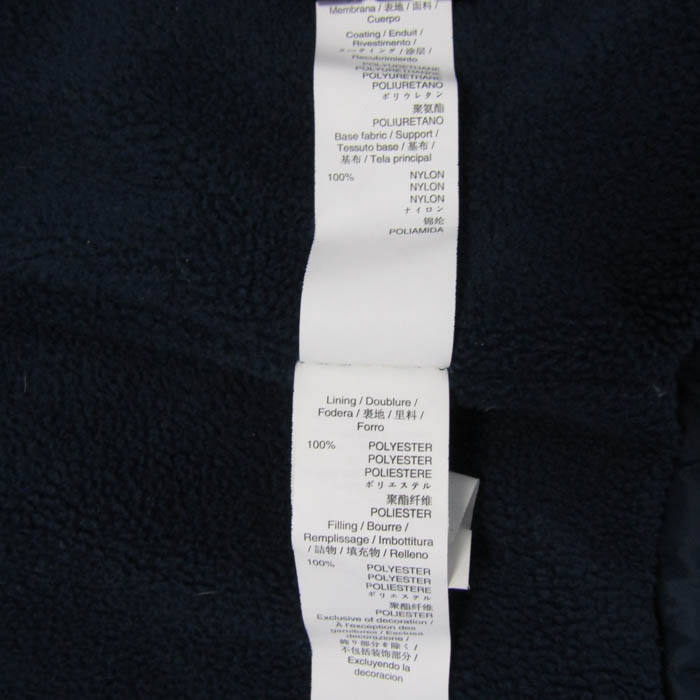 Membrana / 表地 / 面料 /
Cuerpo
Coating / Enduit /
Rivestimento /
コーティング / 涂层 /
Recubrimiento
POLYURETHANE
POLYURETHANNE
POLYURETHANE
POLIURETANO
ポリウレタン
聚氨酯
POLIURETANO
Base fabric / Support /
Tessuto base / 基布 /
基布 / Tela principal
100% NYLON
NYLON
NYLON
ナイロン
锦纶
POLIAMIDA
Lining / Doublure /
Fodera / 裏地 / 里料 /
Forro
100% POLYESTER
POLYESTER
POLIESTERE
ポリエステル
聚酯纤维
POLIESTER
Filling / Bourre /
Remplissage / Imbottitura
/ 詰物 / 填充物 / Relleno
100% POLYESTER
POLYESTER
POLIESTERE
ポリエステル
聚酯纤维
POLIESTER
Exclusive of decoration /
À l'exception des
garnitures / Esclusa
decorazione /
飾り部分を除く /
不包括装饰部分 /
Excluyendo la
decoracion